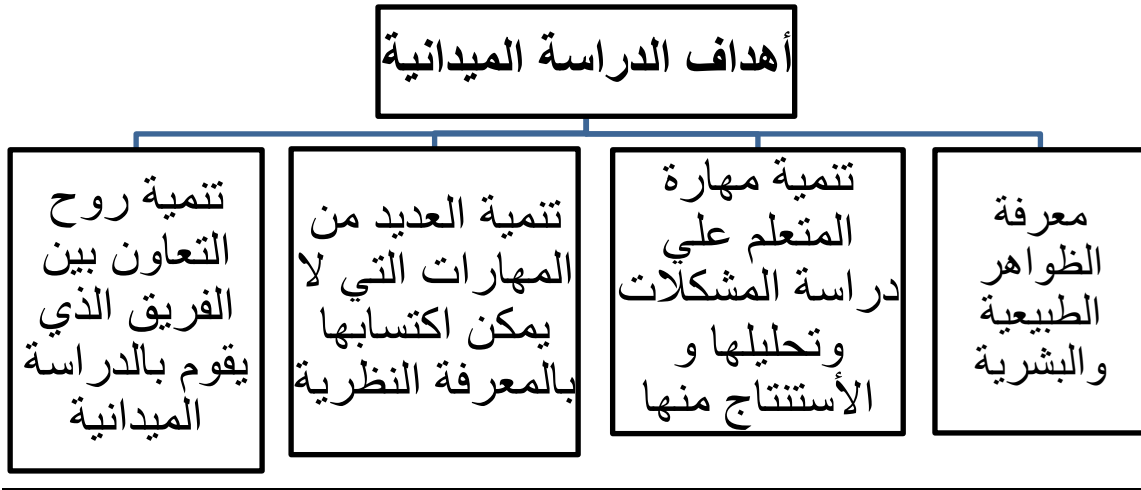 أهداف الدراسة الميدانية
معرفة
الظواهر
الطبيعية
والبشرية
تنمية مهارة
المتعلم علي
دراسة المشكلات
وتحليلها و
الأستنتاج منها
تنمية العديد من
المهارات التي لا
يمكن اكتسابها
بالمعرفة النظرية
تنمية روح
التعاون بين
الفريق الذي
يقوم بالدراسة
الميدانية